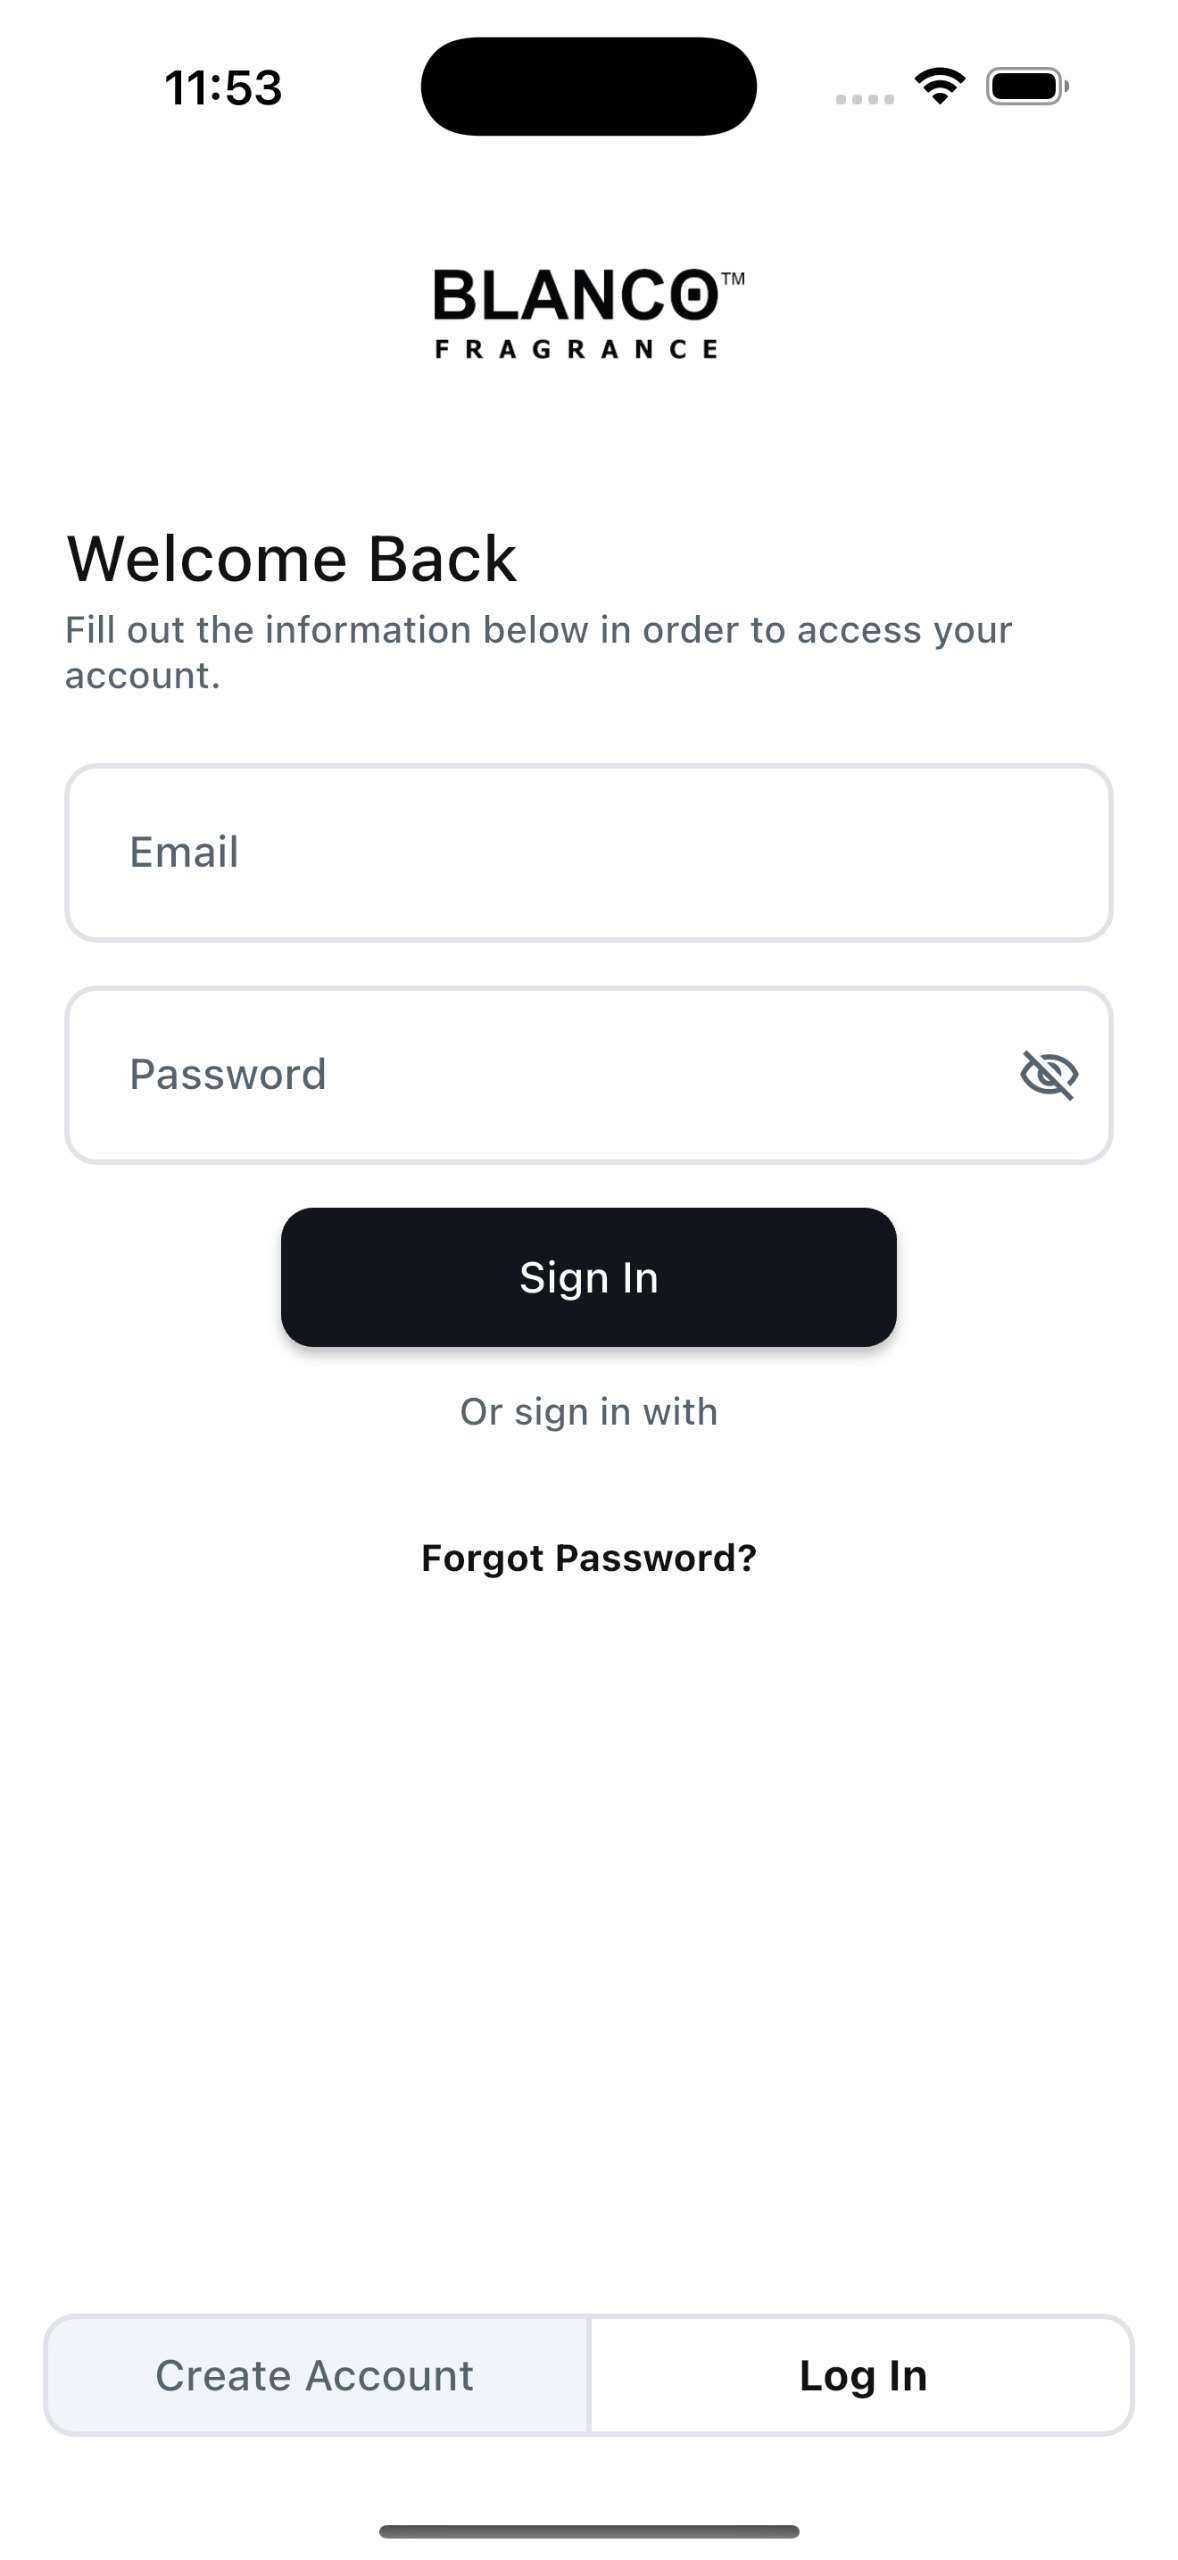 11:53
BLANCO™
FRAGRANCE
Welcome Back
Fill out the information below in order to access your
account.
Email
Password
Sign In
Or sign in with
Forgot Password?
Create Account
Log In